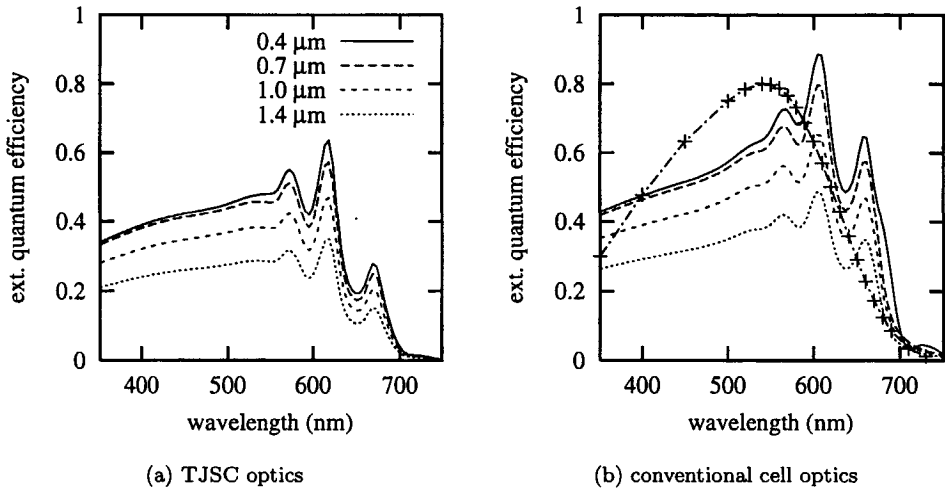 ext. quantum efficiency
1
0.8
0.6
0.4
0.2
0
0.4 µm
0.7 µm
1.0 µm
1.4 µm
400 500 600 700
wavelength (nm)
(a) TJSC optics
ext. quantum efficiency
1
0.8
0.6
0.4
0.2
0
400 500 600 700
wavelength (nm)
(b) conventional cell optics